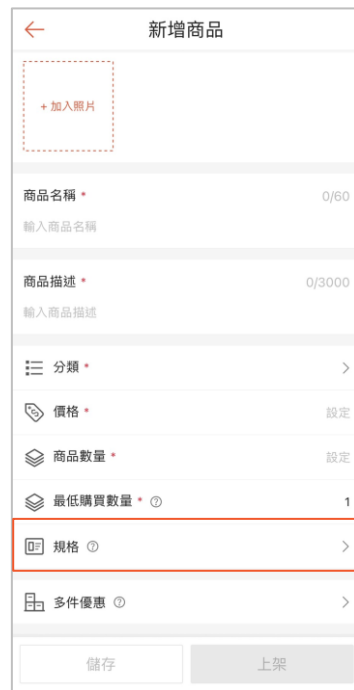 新增商品
+ 加入照片
商品名稱 * 0/60
輸入商品名稱
商品描述 * 0/3000
輸入商品描述
分類 *
價格 * 設定
商品數量 * 設定
最低購買數量 * ? 1
規格 ?
多件優惠 ?
儲存 上架